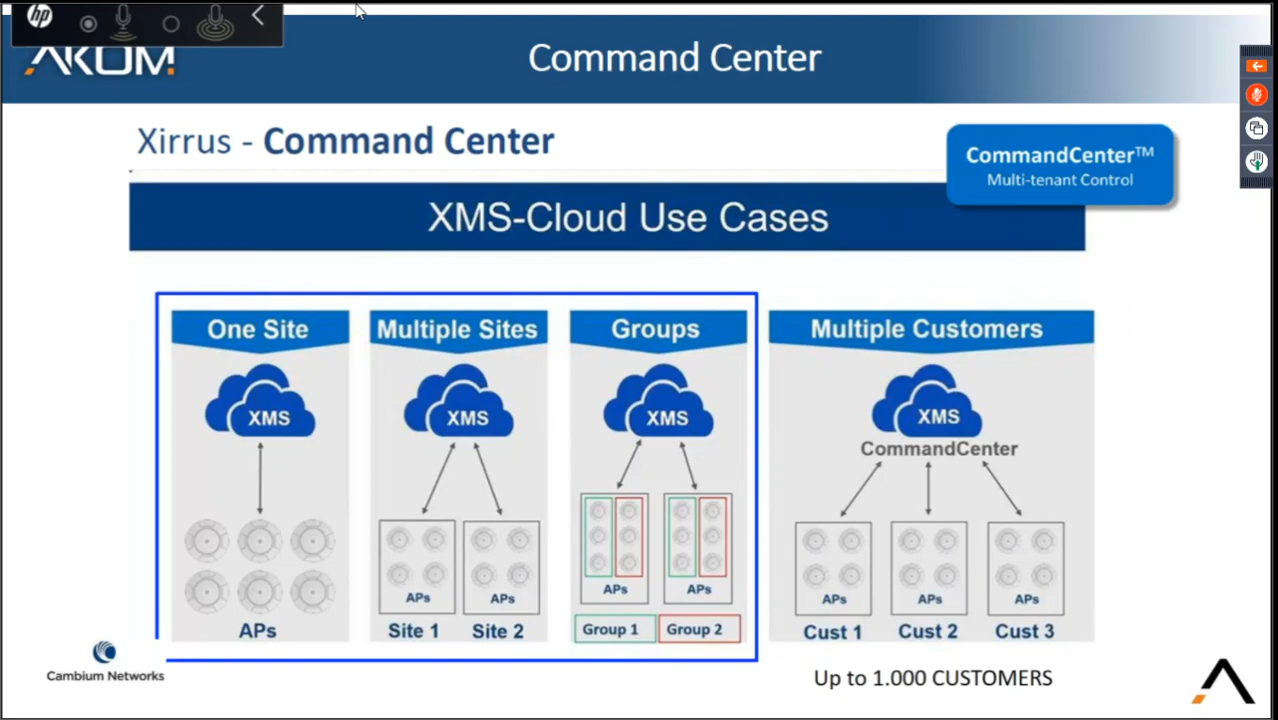 hp
AKOM
Command Center
Xirrus - Command Center
CommandCenter™
Multi-tenant Control
XMS-Cloud Use Cases
One Site
XMS
APs
Multiple Sites
XMS
APs
APs
Site 1
Site 2
Groups
XMS
APs
APs
Group 1
Group 2
Multiple Customers
XMS
CommandCenter
APs
APs
APs
Cust 1
Cust 2
Cust 3
Cambium Networks
Up to 1.000 CUSTOMERS